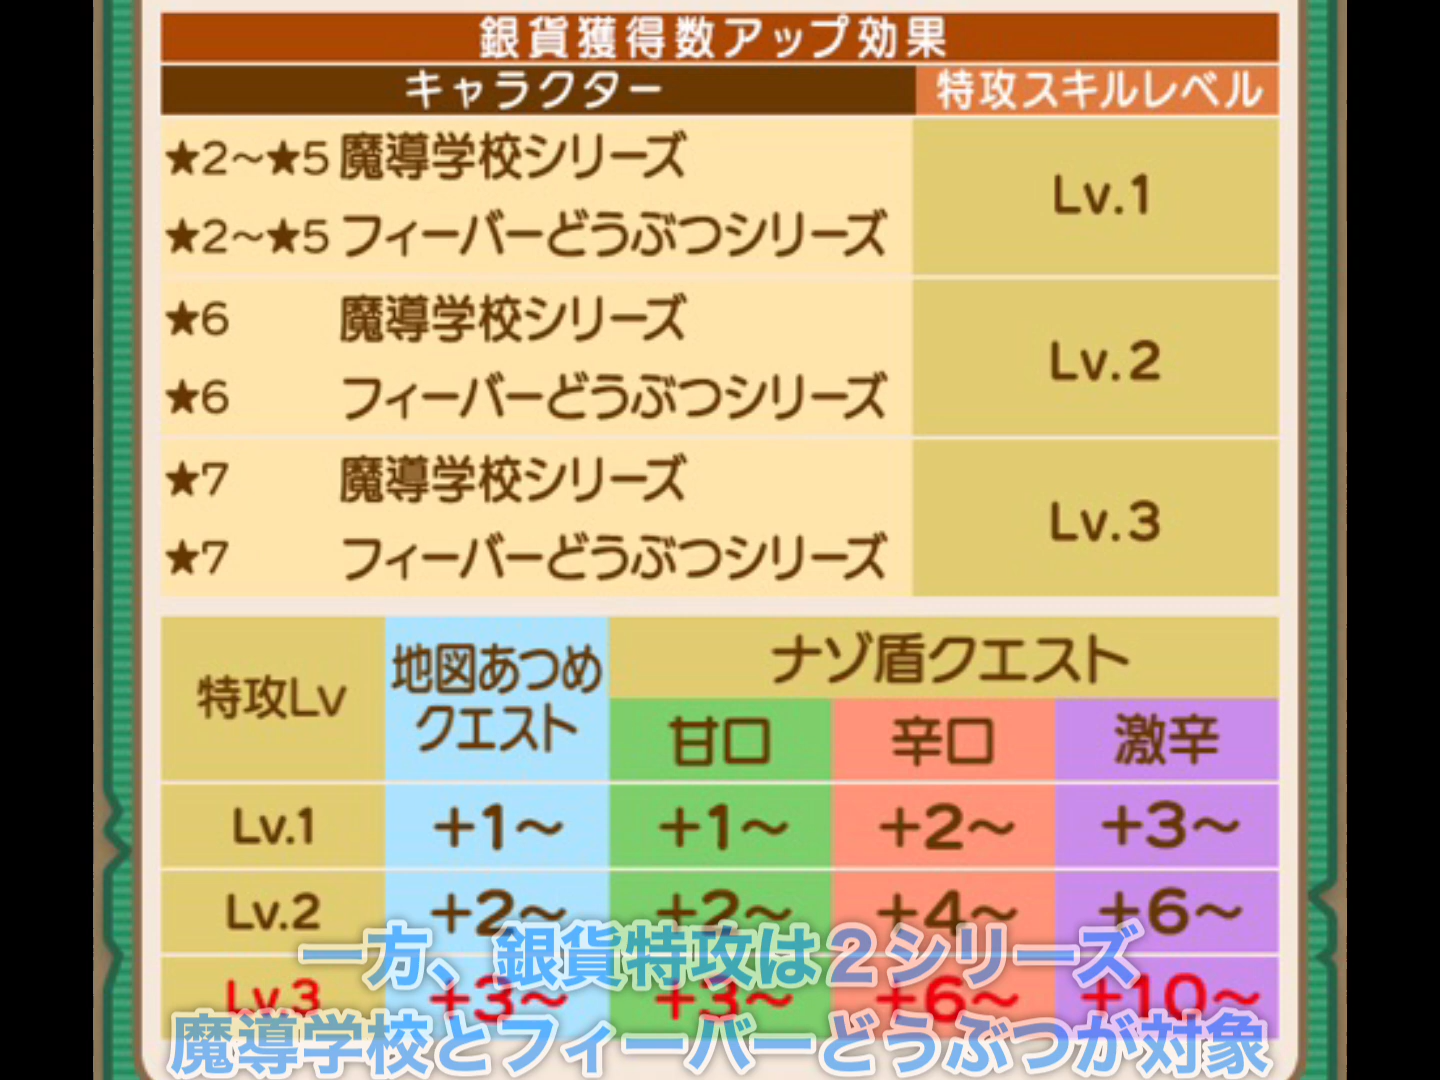 銀貨獲得数アップ効果
キャラクター 特攻スキルレベル
★2～★5 魔導学校シリーズ
★2～★5 フィーバーどうぶつシリーズ
Lv.1
★6 魔導学校シリーズ
★6 フィーバーどうぶつシリーズ
Lv.2
★7 魔導学校シリーズ
★7 フィーバーどうぶつシリーズ
Lv.3
特攻Lv
地図あつめ
クエスト
ナゾ盾クエスト
甘口 辛口 激辛
Lv.1 +1～ +1～ +2～ +3～
Lv.2 +2～ +2～ +4～ +6～
Lv.3 +3～ +3～ +6～ +10～
一方、銀貨特攻は２シリーズ
魔導学校とフィーバーどうぶつが対象